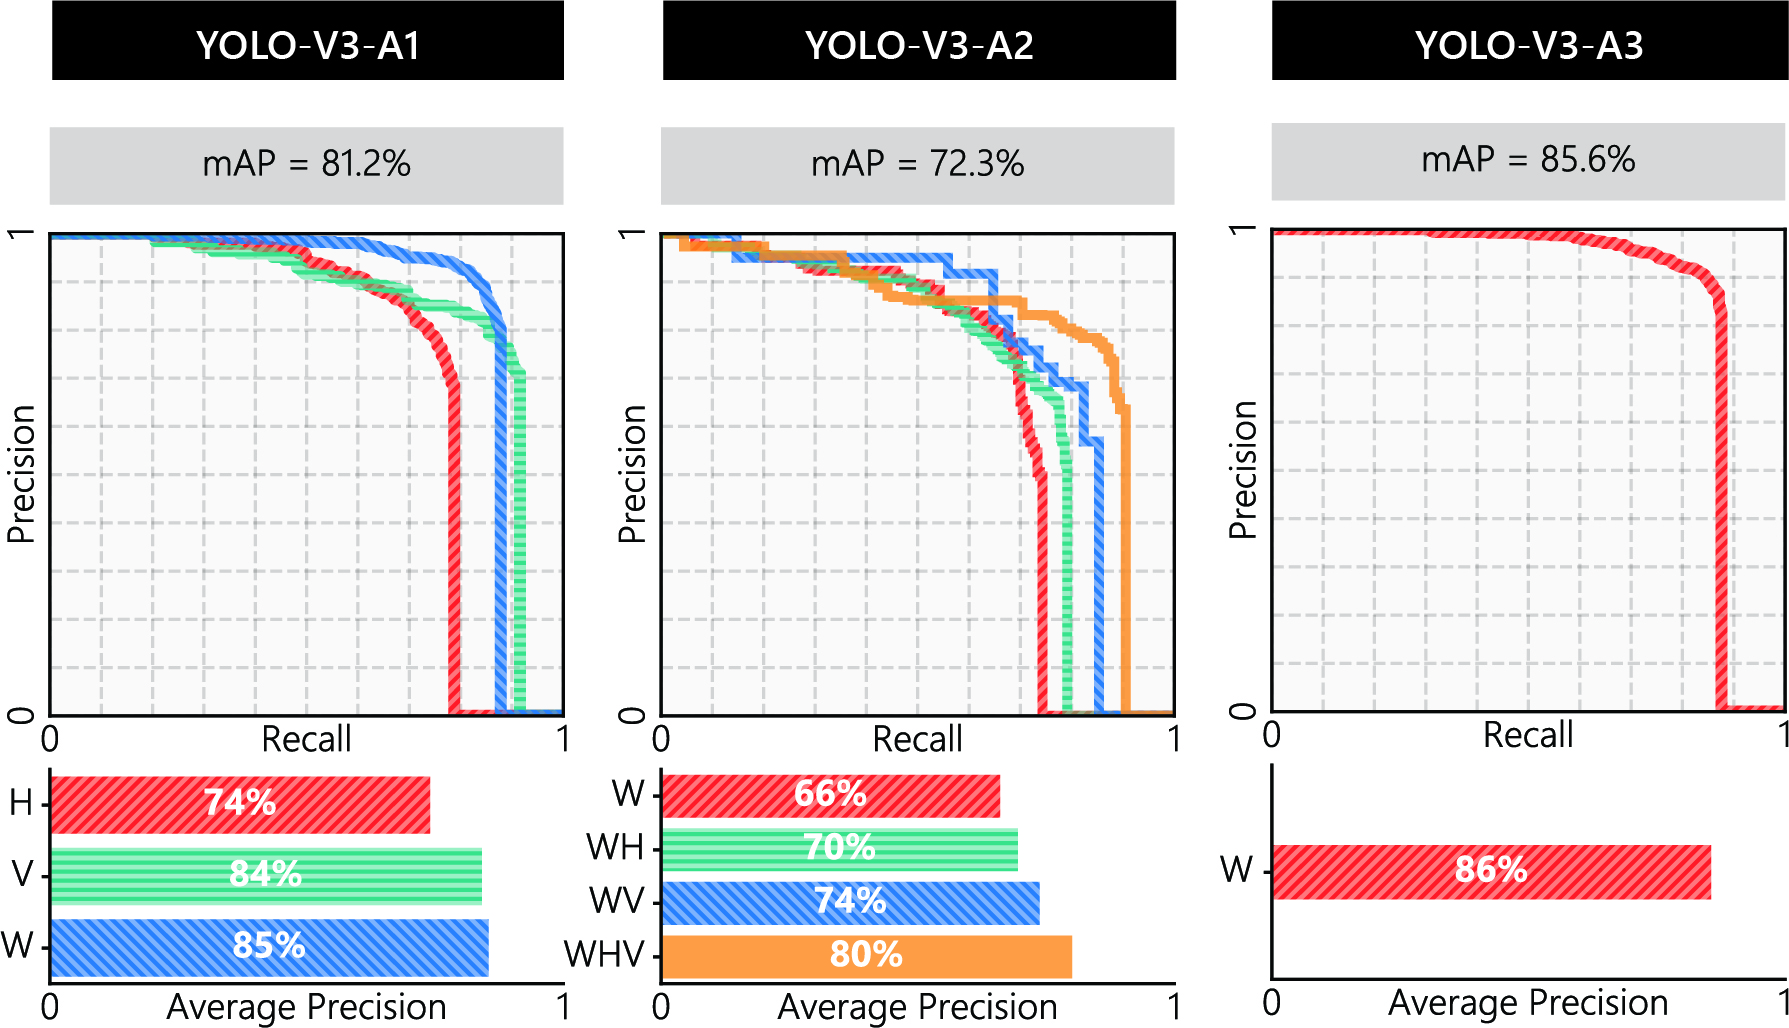 YOLO-V3-A1
mAP = 81.2%
1
Precision
0
0
Recall
1
H
74%
V
84%
W
85%
0
Average Precision
1
YOLO-V3-A2
mAP = 72.3%
1
Precision
0
0
Recall
1
W
66%
WH
70%
WV
74%
WHV
80%
0
Average Precision
1
YOLO-V3-A3
mAP = 85.6%
1
Precision
0
0
Recall
1
W
86%
0
Average Precision
1